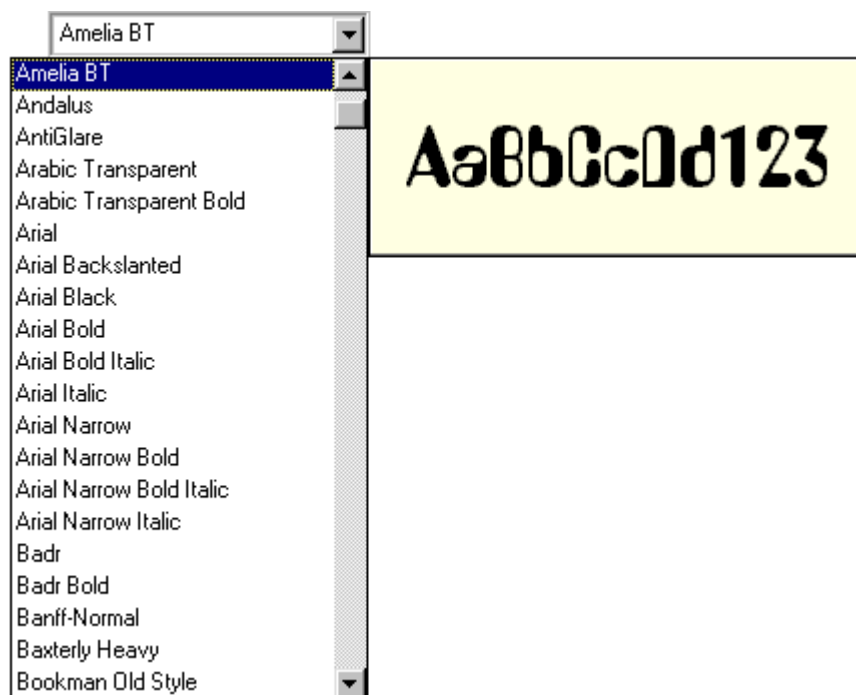 Amelia BT
Amelia BT
Andalus
AntiGlare
Arabic Transparent
Arabic Transparent Bold
Arial
Arial Backslanted
Arial Black
Arial Bold
Arial Bold Italic
Arial Italic
Arial Narrow
Arial Narrow Bold
Arial Narrow Bold Italic
Arial Narrow Italic
Badr
Badr Bold
Banff-Normal
Baxterly Heavy
Bookman Old Style
AaBbCcDd123